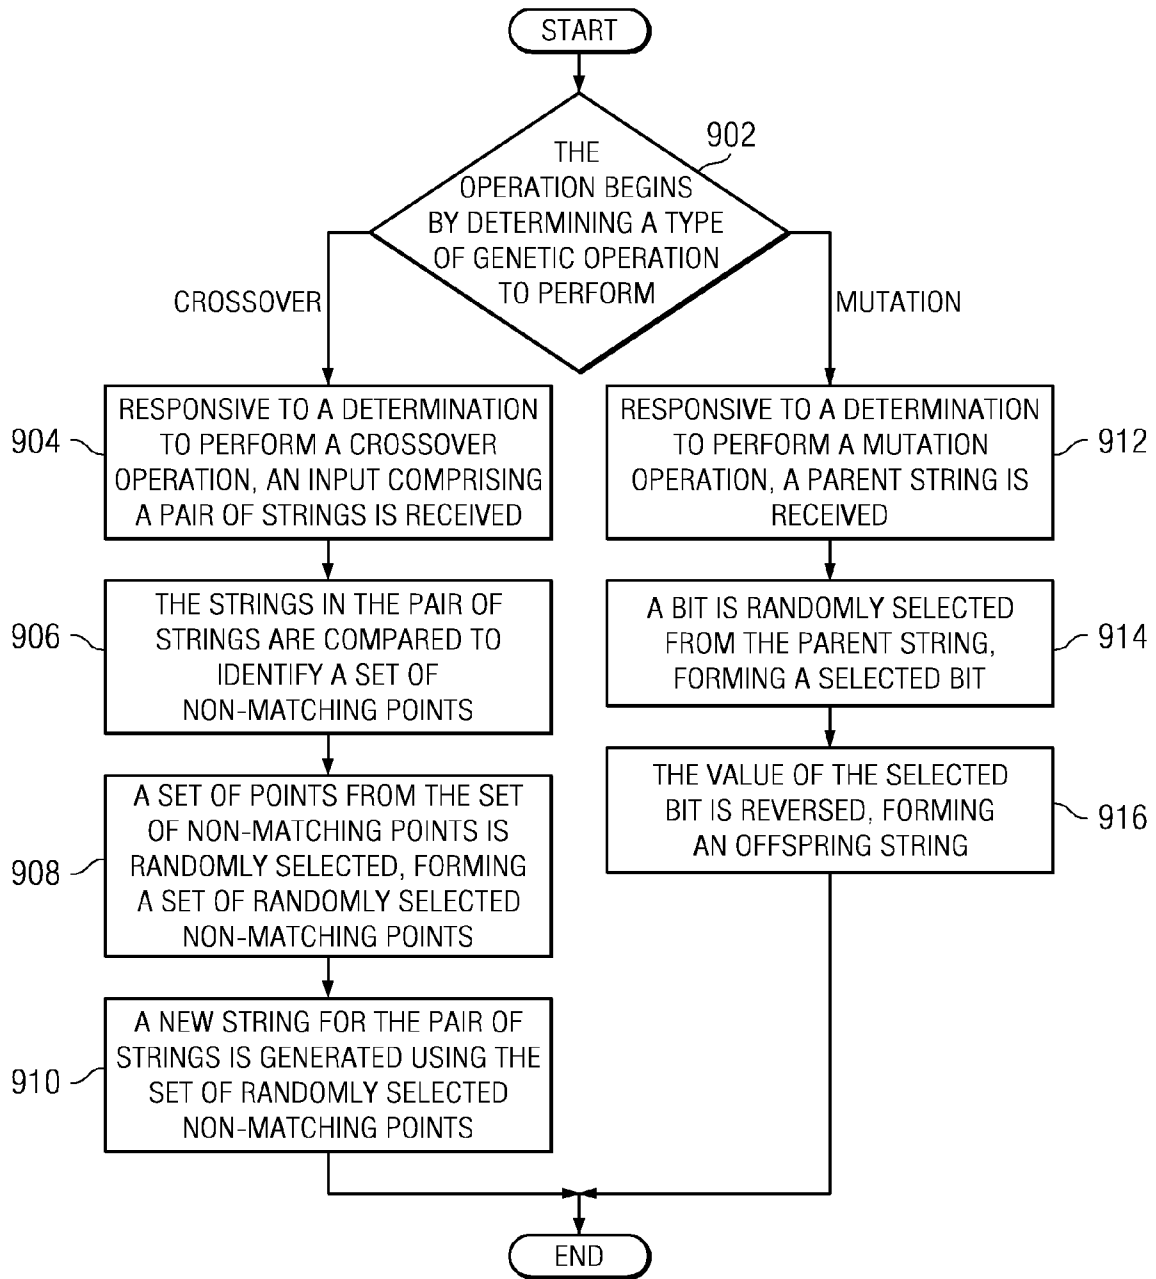 START
902
THE
OPERATION BEGINS
BY DETERMINING A TYPE
OF GENETIC OPERATION
TO PERFORM
CROSSOVER
MUTATION
904
RESPONSIVE TO A DETERMINATION
TO PERFORM A CROSSOVER
OPERATION, AN INPUT COMPRISING
A PAIR OF STRINGS IS RECEIVED
906
THE STRINGS IN THE PAIR OF
STRINGS ARE COMPARED TO
IDENTIFY A SET OF
NON-MATCHING POINTS
908
A SET OF POINTS FROM THE SET
OF NON-MATCHING POINTS IS
RANDOMLY SELECTED, FORMING
A SET OF RANDOMLY SELECTED
NON-MATCHING POINTS
910
A NEW STRING FOR THE PAIR OF
STRINGS IS GENERATED USING THE
SET OF RANDOMLY SELECTED
NON-MATCHING POINTS
RESPONSIVE TO A DETERMINATION
TO PERFORM A MUTATION
OPERATION, A PARENT STRING IS
RECEIVED
912
A BIT IS RANDOMLY SELECTED
FROM THE PARENT STRING,
FORMING A SELECTED BIT
914
THE VALUE OF THE SELECTED
BIT IS REVERSED, FORMING
AN OFFSPRING STRING
916
END